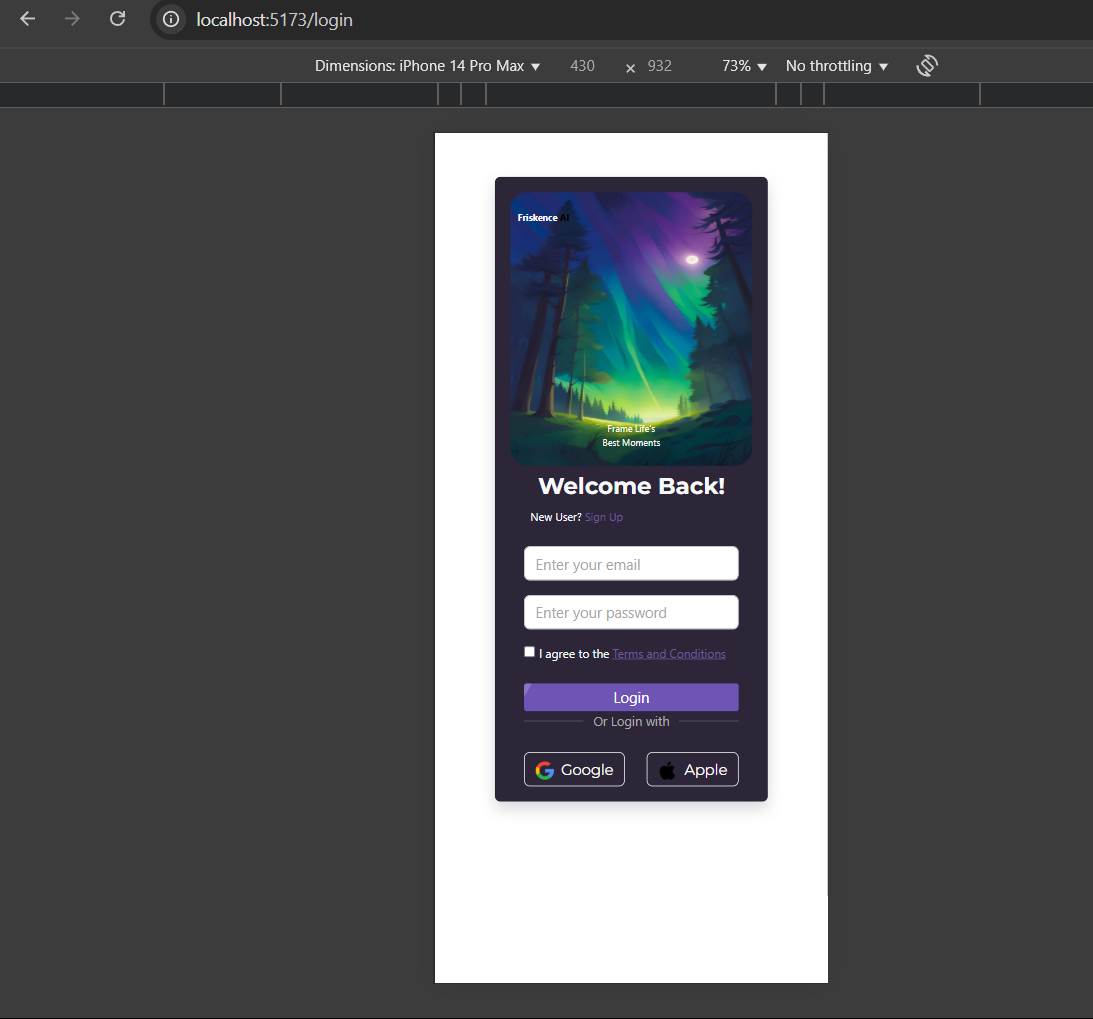 localhost:5173/login
Dimensions: iPhone 14 Pro Max 430 × 932 73% No throttling
Friskence AI
Frame Life's
Best Moments
Welcome Back!
New User? Sign Up
Enter your email
Enter your password
I agree to the Terms and Conditions
Login
Or Login with
Google Apple